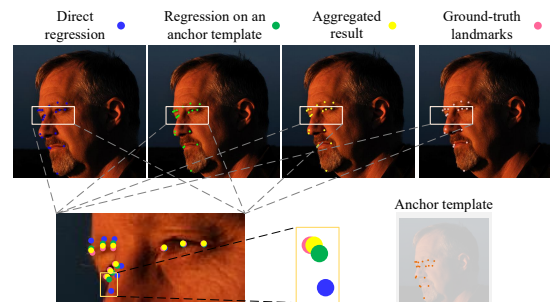 Direct
regression
Regression on an
anchor template
Aggregated
result
Ground-truth
landmarks
Anchor template